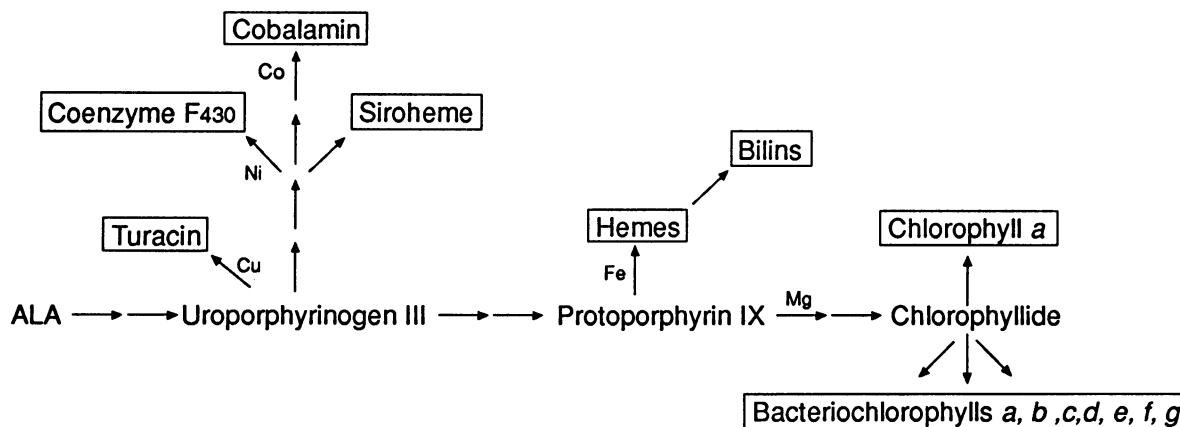 Cobalamin
Co
Coenzyme F430
Siroheme
Ni
Bilins
Turacin
Hemes
Chlorophyll a
Cu
Fe
Mg
ALA
Uroporphyrinogen III
Protoporphyrin IX
Chlorophyllide
Bacteriochlorophylls a, b ,c,d, e, f, g